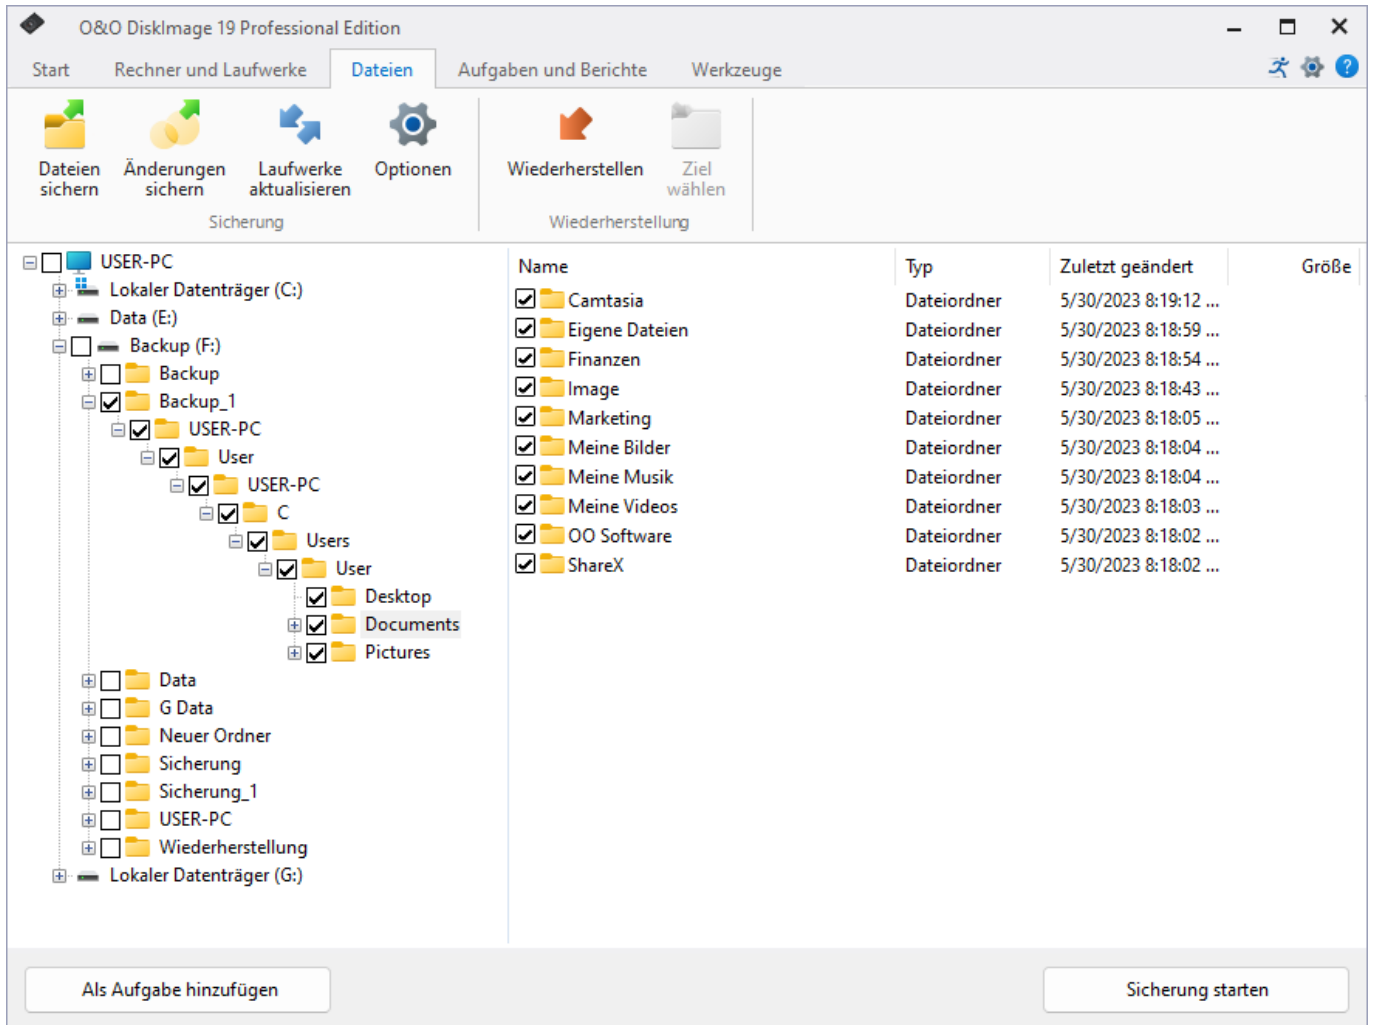 O&O DiskImage 19 Professional Edition
Start Rechner und Laufwerke Dateien Aufgaben und Berichte Werkzeuge
Dateien sichern
Änderungen sichern
Laufwerke aktualisieren
Optionen
Wiederherstellen
Ziel wählen
Sicherung
Wiederherstellung
USER-PC
Lokaler Datenträger (C:)
Data (E:)
Backup (F:)
Backup
Backup_1
USER-PC
User
USER-PC
C
Users
User
Desktop
Documents
Pictures
Data
G Data
Neuer Ordner
Sicherung
Sicherung_1
USER-PC
Wiederherstellung
Lokaler Datenträger (G:)
Name Typ Zuletzt geändert Größe
Camtasia Dateiordner 5/30/2023 8:19:12 ...
Eigene Dateien Dateiordner 5/30/2023 8:18:59 ...
Finanzen Dateiordner 5/30/2023 8:18:54 ...
Image Dateiordner 5/30/2023 8:18:43 ...
Marketing Dateiordner 5/30/2023 8:18:05 ...
Meine Bilder Dateiordner 5/30/2023 8:18:04 ...
Meine Musik Dateiordner 5/30/2023 8:18:04 ...
Meine Videos Dateiordner 5/30/2023 8:18:03 ...
OO Software Dateiordner 5/30/2023 8:18:02 ...
ShareX Dateiordner 5/30/2023 8:18:02 ...
Als Aufgabe hinzufügen
Sicherung starten